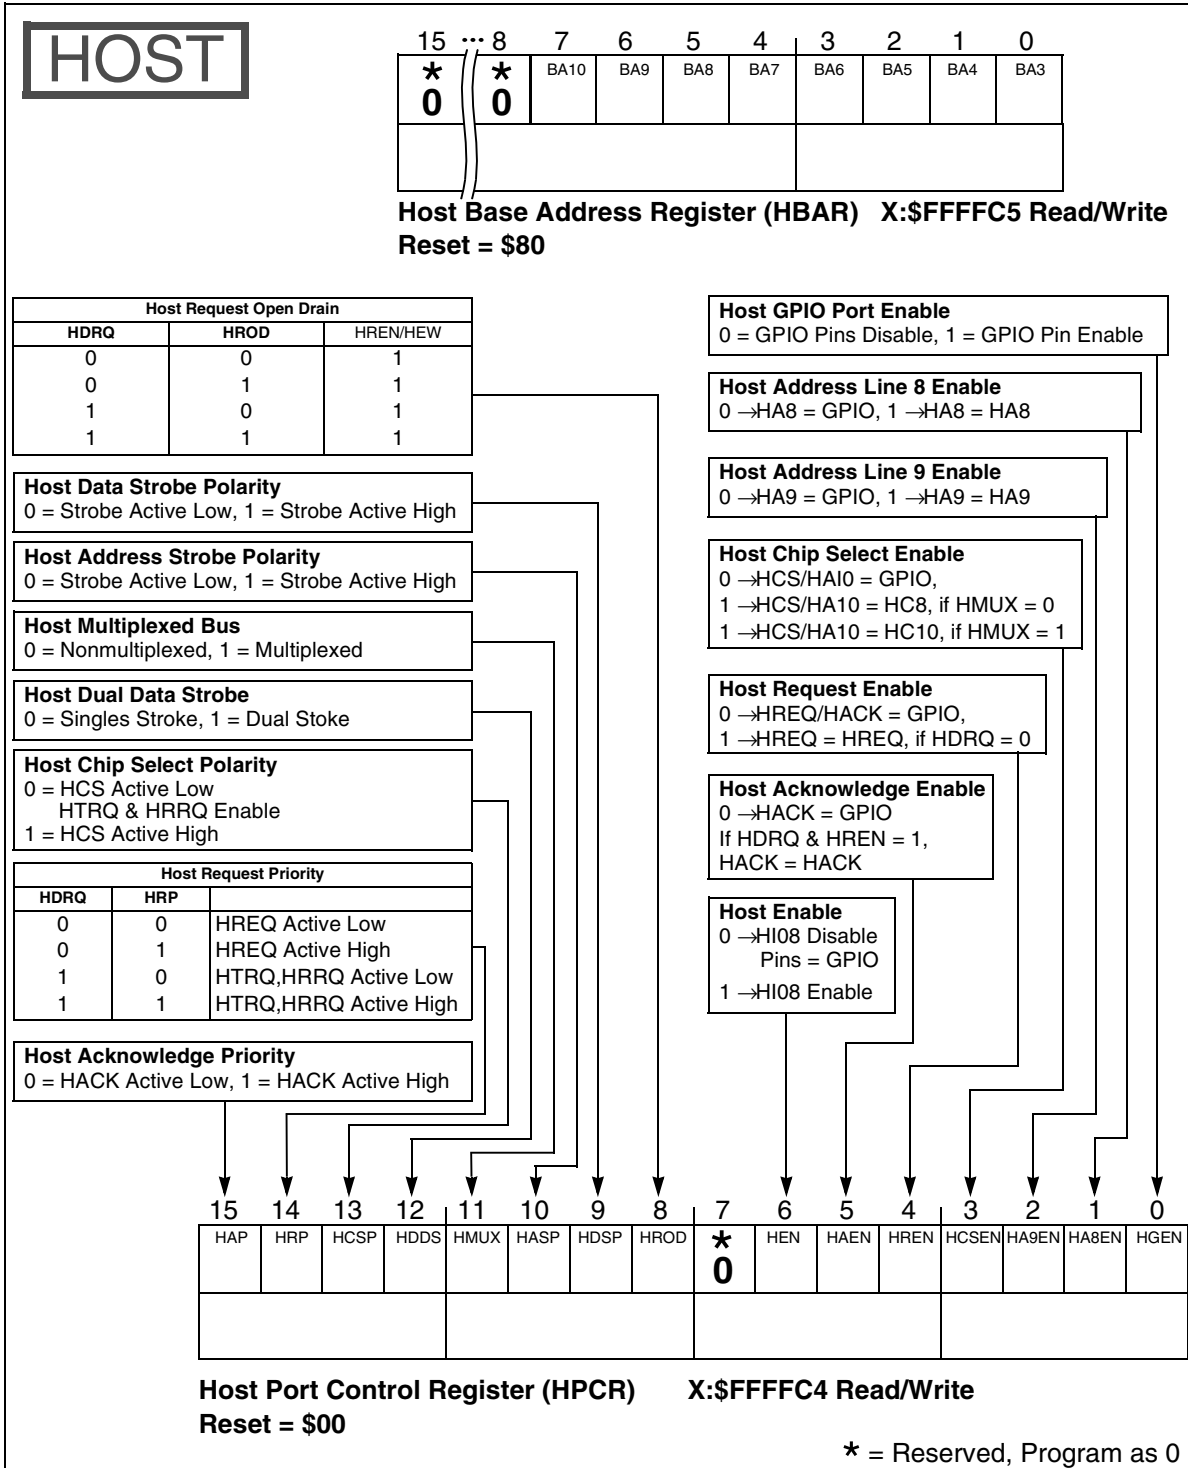 HOST
15 ••• 8 7 6 5 4 3 2 1 0
* * BA10 BA9 BA8 BA7 BA6 BA5 BA4 BA3
0 0
Host Base Address Register (HBAR) X:$FFFFC5 Read/Write
Reset = $80
Host Request Open Drain
HDRQ HROD HREN/HEW
0 0 1
0 1 1
1 0 1
1 1 1
Host Data Strobe Polarity
0 = Strobe Active Low, 1 = Strobe Active High
Host Address Strobe Polarity
0 = Strobe Active Low, 1 = Strobe Active High
Host Multiplexed Bus
0 = Nonmultiplexed, 1 = Multiplexed
Host Dual Data Strobe
0 = Singles Stroke, 1 = Dual Stoke
Host Chip Select Polarity
0 = HCS Active Low
HTRQ & HRRQ Enable
1 = HCS Active High
Host Request Priority
HDRQ HRP
0 0 HREQ Active Low
0 1 HREQ Active High
1 0 HTRQ,HRRQ Active Low
1 1 HTRQ,HRRQ Active High
Host Acknowledge Priority
0 = HACK Active Low, 1 = HACK Active High
Host GPIO Port Enable
0 = GPIO Pins Disable, 1 = GPIO Pin Enable
Host Address Line 8 Enable
0 →HA8 = GPIO, 1 →HA8 = HA8
Host Address Line 9 Enable
0 →HA9 = GPIO, 1 →HA9 = HA9
Host Chip Select Enable
0 →HCS/HAI0 = GPIO,
1 →HCS/HA10 = HC8, if HMUX = 0
1 →HCS/HA10 = HC10, if HMUX = 1
Host Request Enable
0 →HREQ/HACK = GPIO,
1 →HREQ = HREQ, if HDRQ = 0
Host Acknowledge Enable
0 →HACK = GPIO
If HDRQ & HREN = 1,
HACK = HACK
Host Enable
0 →HI08 Disable
Pins = GPIO
1 →HI08 Enable
15 14 13 12 11 10 9 8 7 6 5 4 3 2 1 0
HAP HRP HCSP HDDS HMUX HASP HDSP HROD * HEN HAEN HREN HCSEN HA9EN HA8EN HGEN
0
Host Port Control Register (HPCR) X:$FFFFC4 Read/Write
Reset = $00
* = Reserved, Program as 0